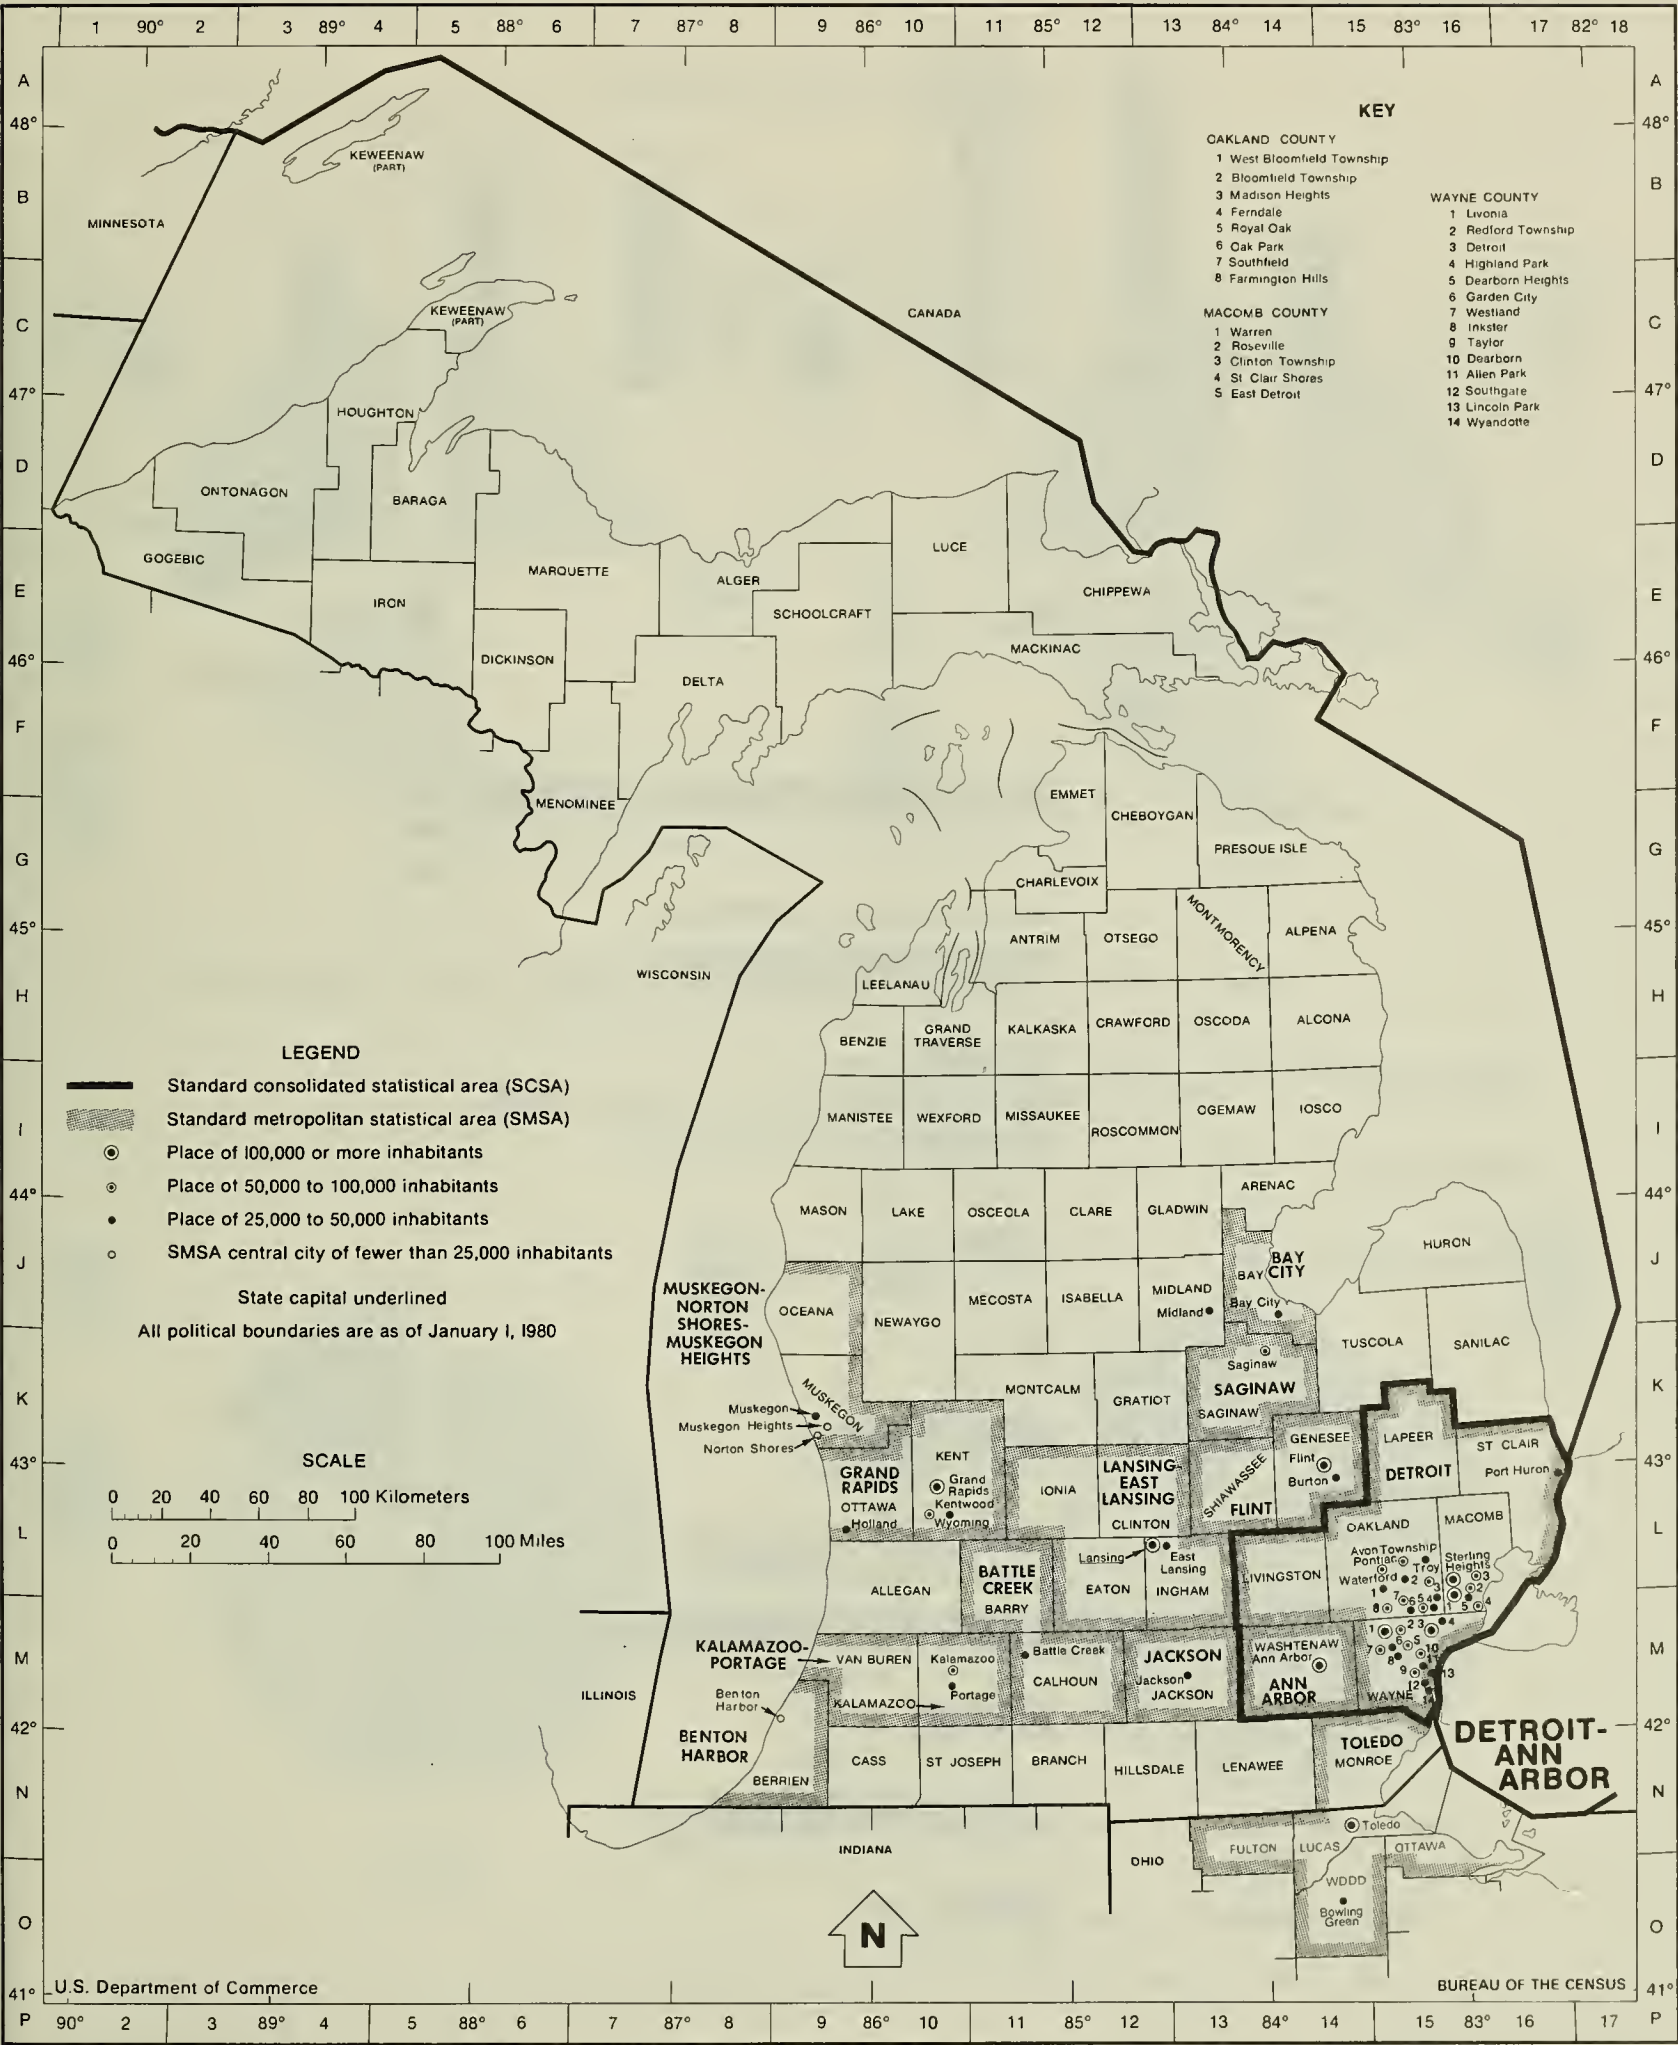 1 90° 2 3 89° 4 5 88° 6 7 87° 8 9 86° 10 11 85° 12 13 84° 14 15 83° 16 17 82° 18
A A
48° 48°
B B
C C
47° 47°
D D
E E
46° 46°
F F
G G
45° 45°
H H
I I
44° 44°
J J
K K
43° 43°
L L
M M
42° 42°
N N
O O
41° 41°
P P
KEY
OAKLAND COUNTY
1 West Bloomfield Township
2 Bloomfield Township
3 Madison Heights
4 Ferndale
5 Royal Oak
6 Oak Park
7 Southfield
8 Farmington Hills
MACOMB COUNTY
1 Warren
2 Roseville
3 Clinton Township
4 St Clair Shores
5 East Detroit
WAYNE COUNTY
1 Livonia
2 Redford Township
3 Detroit
4 Highland Park
5 Dearborn Heights
6 Garden City
7 Westland
8 Inkster
9 Taylor
10 Dearborn
11 Allen Park
12 Southgate
13 Lincoln Park
14 Wyandotte
KEWEENAW
(PART)
MINNESOTA
KEWEENAW
(PART)
CANADA
HOUGHTON
ONTONAGON
BARAGA
GOGEBIC
MARQUETTE
ALGER
LUCE
CHIPPEWA
IRON
SCHOOLCRAFT
DICKINSON
MACKINAC
DELTA
MENOMINEE
EMMET
CHEBOYGAN
PRESQUE ISLE
CHARLEVOIX
ANTRIM
OTSEGO
MONTMORENCY
ALPENA
WISCONSIN
LEELANAU
BENZIE
GRAND
TRAVERSE
KALKASKA
CRAWFORD
OSCODA
ALCONA
MANISTEE
WEXFORD
MISSAUKEE
ROSCOMMON
OGEMAW
IOSCO
LEGEND
Standard consolidated statistical area (SCSA)
Standard metropolitan statistical area (SMSA)
Place of 100,000 or more inhabitants
Place of 50,000 to 100,000 inhabitants
Place of 25,000 to 50,000 inhabitants
SMSA central city of fewer than 25,000 inhabitants
State capital underlined
All political boundaries are as of January 1, 1980
SCALE
0 20 40 60 80 100 Kilometers
0 20 40 60 80 100 Miles
ARENAC
MASON
LAKE
OSCEOLA
CLARE
GLADWIN
HURON
BAY
CITY
BAY
Bay City
MUSKEGON-
NORTON
SHORES-
MUSKEGON
HEIGHTS
OCEANA
NEWAYGO
MECOSTA
ISABELLA
MIDLAND
Midland
TUSCOLA
SANILAC
Saginaw
SAGINAW
SAGINAW
MUSKEGON
Muskegon
Muskegon Heights
Norton Shores
MONTCALM
GRATIOT
GENESEE
Flint
Burton
LAPEER
ST CLAIR
Port Huron
DETROIT
GRAND
RAPIDS
OTTAWA
Holland
KENT
Grand
Rapids
Kentwood
Wyoming
IONIA
LANSING-
EAST
LANSING
CLINTON
SHIAWASSEE
FLINT
OAKLAND
MACOMB
Avon Township
Pontiac
Troy
Sterling
Heights
Waterford
ALLEGAN
BATTLE
CREEK
BARRY
Lansing
East
Lansing
EATON
INGHAM
LIVINGSTON
KALAMAZOO-
PORTAGE
VAN BUREN
Kalamazoo
Portage
KALAMAZOO
Battle Creek
CALHOUN
JACKSON
Jackson
JACKSON
WASHTENAW
Ann Arbor
ANN
ARBOR
WAYNE
ILLINOIS
Benton
Harbor
BENTON
HARBOR
BERRIEN
CASS
ST JOSEPH
BRANCH
HILLSDALE
LENAWEE
TOLEDO
MONROE
DETROIT-
ANN
ARBOR
INDIANA
OHIO
FULTON
LUCAS
Toledo
OTTAWA
WDDD
Bowling
Green
N
U.S. Department of Commerce
BUREAU OF THE CENSUS
90° 2 3 89° 4 5 88° 6 7 87° 8 9 86° 10 11 85° 12 13 84° 14 15 83° 16 17